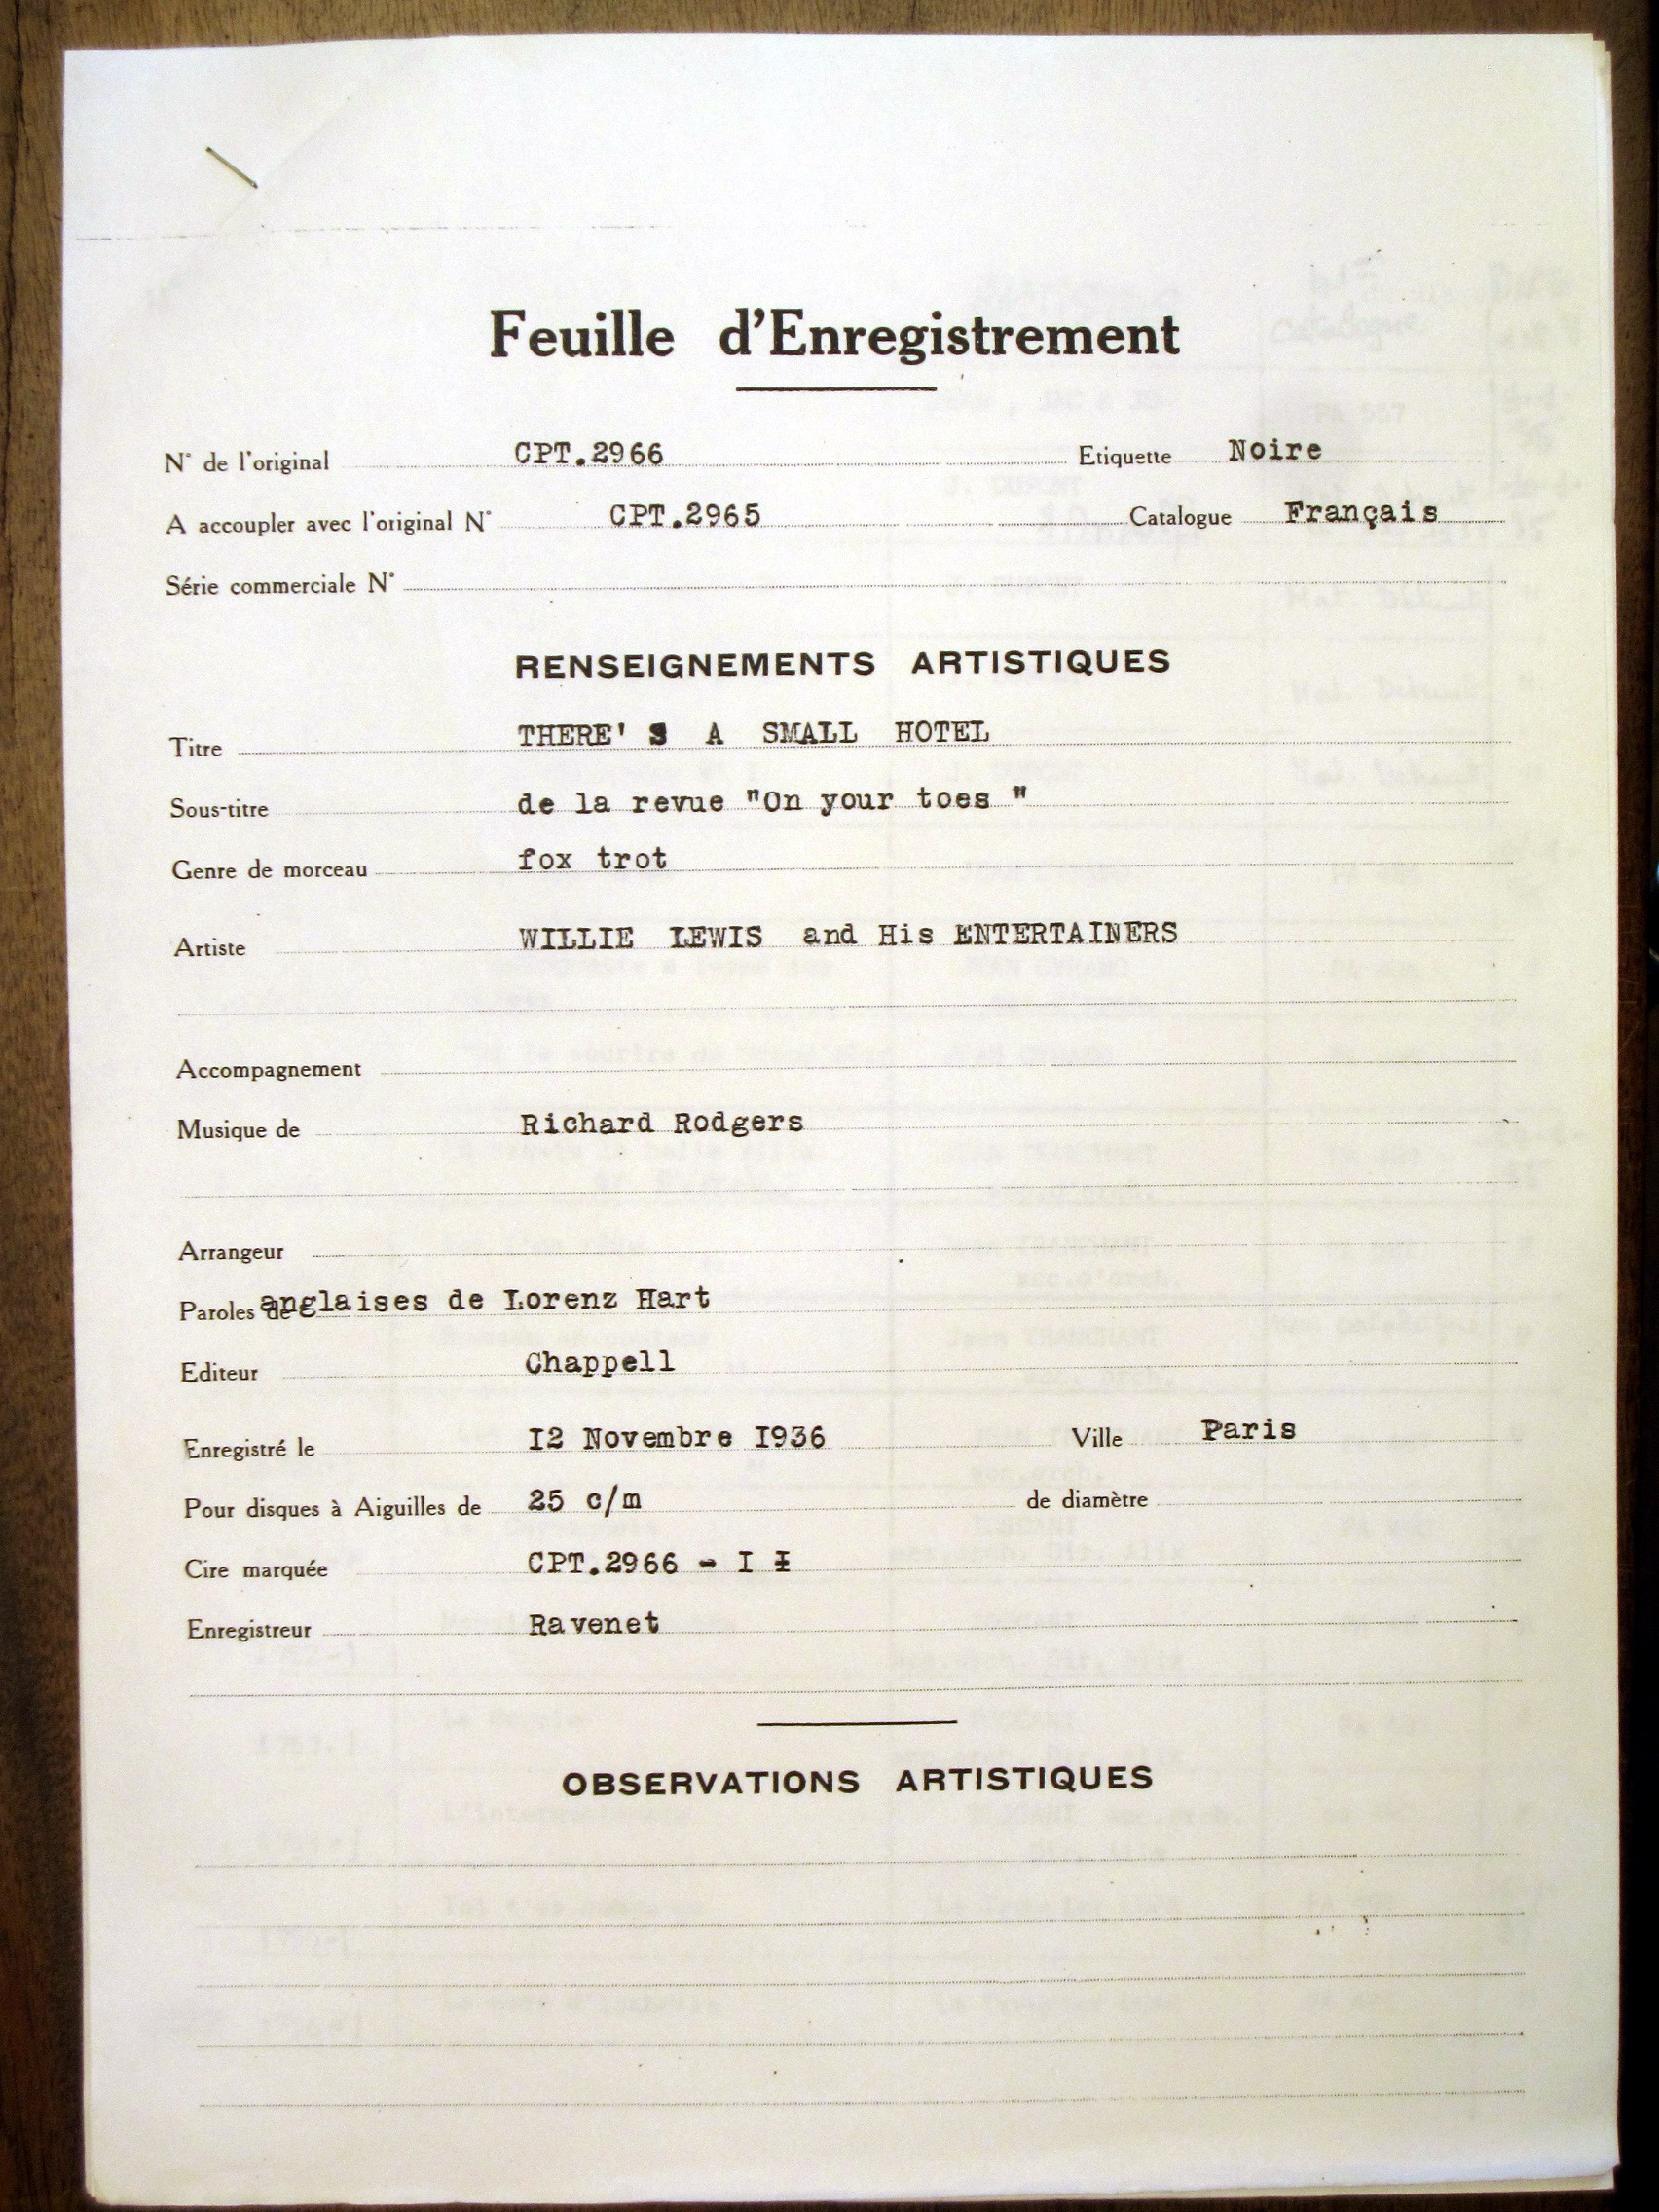 Feuille d'Enregistrement
N° de l'original CPT.2966 Etiquette Noire
A accoupler avec l'original N° CPT.2965 Catalogue Français
Série commerciale N°
RENSEIGNEMENTS ARTISTIQUES
Titre THERE'S A SMALL HOTEL
Sous-titre de la revue "On your toes "
Genre de morceau fox trot
Artiste WILLIE LEWIS and His ENTERTAINERS
Accompagnement
Musique de Richard Rodgers
Arrangeur
Paroles de anglaises de Lorenz Hart
Editeur Chappell
Enregistré le I2 Novembre I936 Ville Paris
Pour disques à Aiguilles de 25 c/m de diamètre
Cire marquée CPT.2966 - I I
Enregistreur Ravenet
OBSERVATIONS ARTISTIQUES